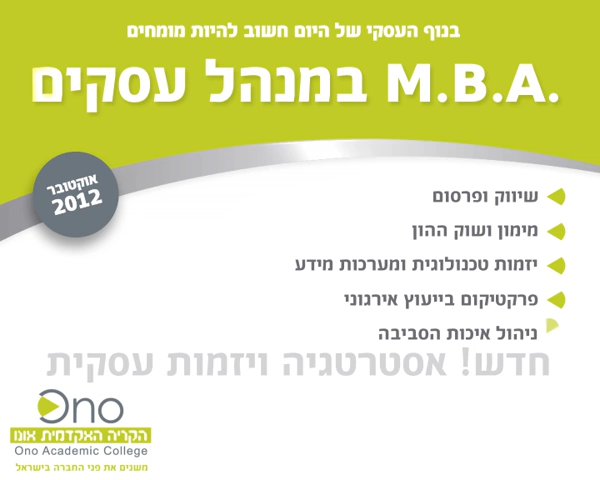 בנוף העסקי של היום חשוב להיות מומחים
M.B.A. במנהל עסקים
אוקטובר
2012
שיווק ופרסום
מימון ושוק ההון
יזמות טכנולוגית ומערכות מידע
פרקטיקום בייעוץ אירגוני
ניהול איכות הסביבה
חדש! אסטרטגיה ויזמות עסקית
Ono
הקריה האקדמית אונו
Ono Academic College
משנים את פני החברה בישראל